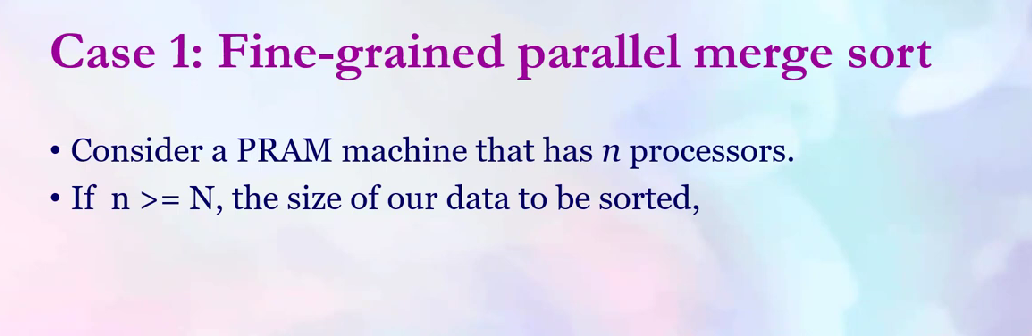 Case 1: Fine-grained parallel merge sort
• Consider a PRAM machine that has n processors.
• If n >= N, the size of our data to be sorted,